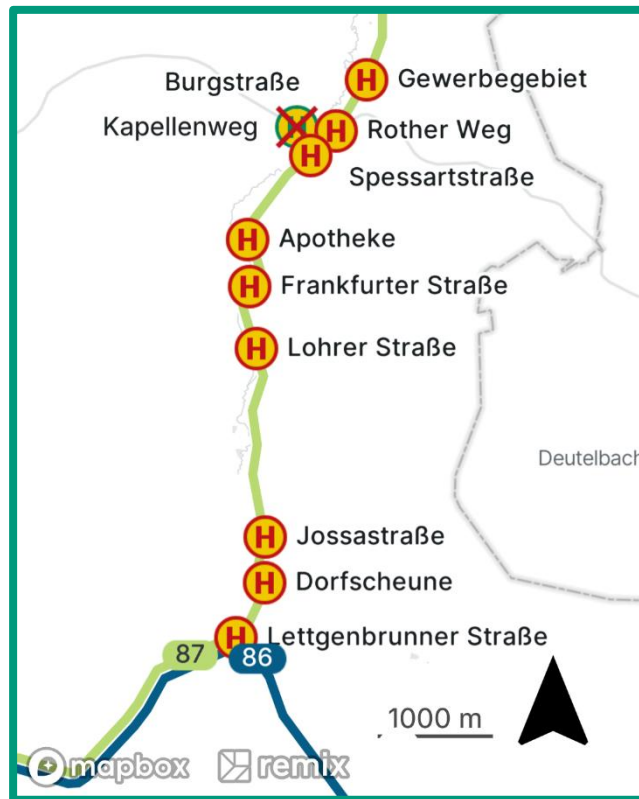 Burgstraße
H Gewerbegebiet
Kapellenweg H
H Rother Weg
H Spessartstraße
H Apotheke
H Frankfurter Straße
H Lohrer Straße
Deutelbach
H Jossastraße
H Dorfscheune
H Lettgenbrunner Straße
87 86
1000 m
mapbox remix